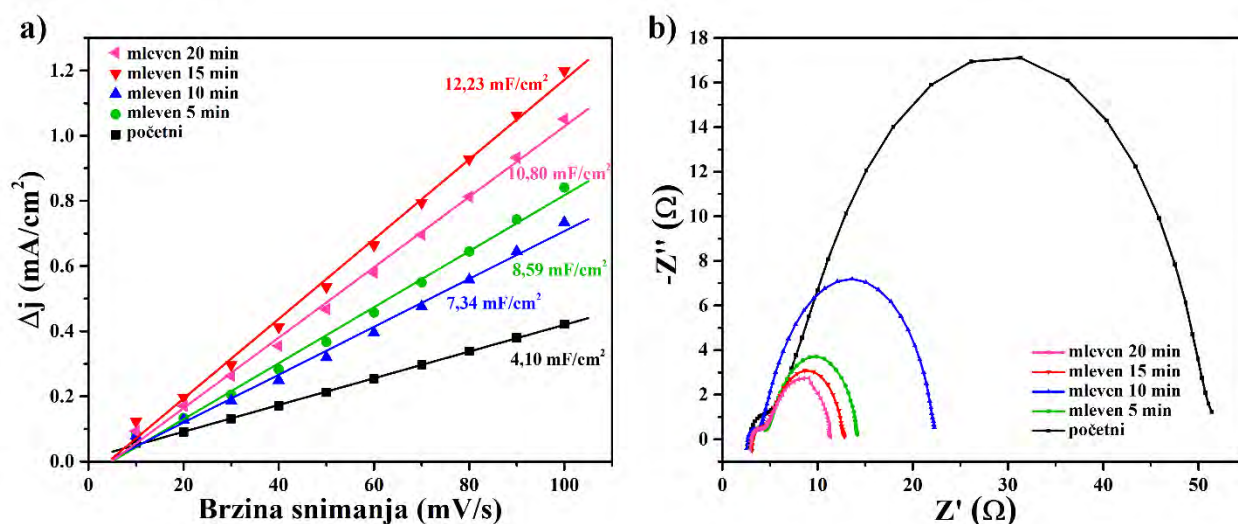 a)
mleven 20 min
mleven 15 min
mleven 10 min
mleven 5 min
početni
12,23 mF/cm²
10,80 mF/cm²
8,59 mF/cm²
7,34 mF/cm²
4,10 mF/cm²
Δj (mA/cm²)
1.2
1.0
0.8
0.6
0.4
0.2
0.0
20 40 60 80 100
Brzina snimanja (mV/s)
b)
-Z'' (Ω)
18
16
14
12
10
8
6
4
2
0
mleven 20 min
mleven 15 min
mleven 10 min
mleven 5 min
početni
0 10 20 30 40 50
Z' (Ω)